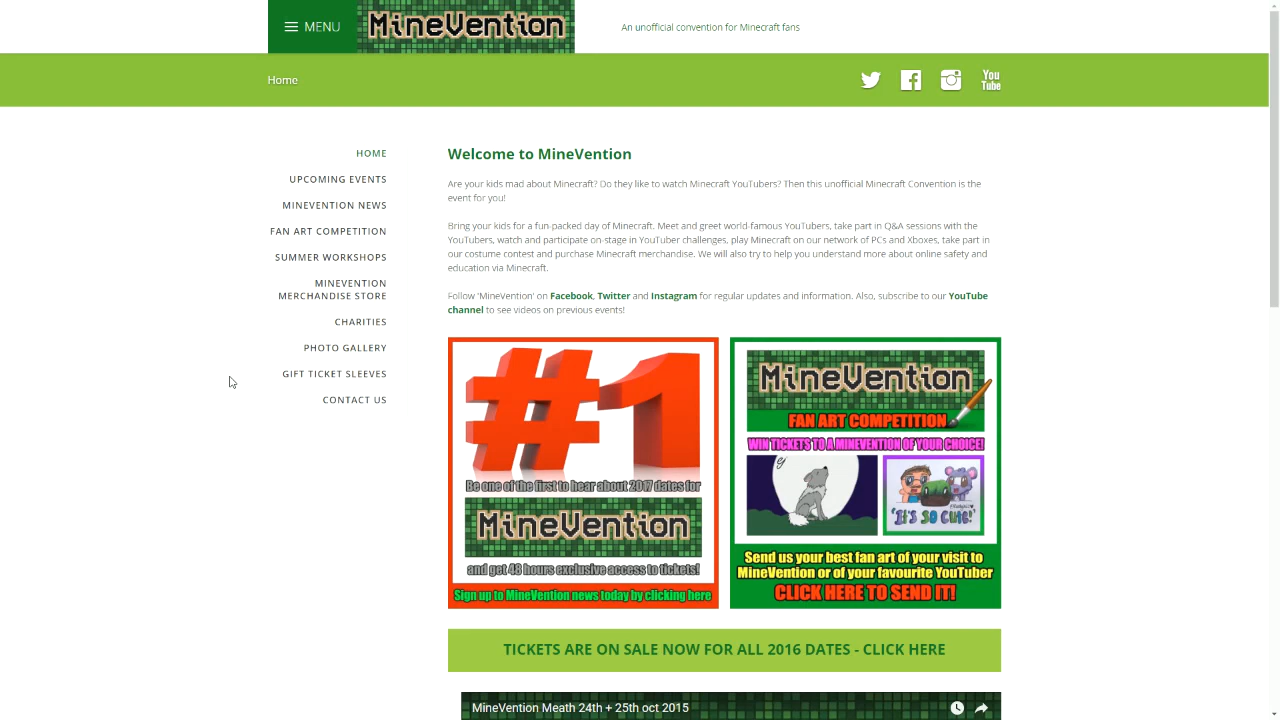 MENU
MineVention
An unofficial convention for Minecraft fans
Home
You
Tube
HOME
UPCOMING EVENTS
MINEVENTION NEWS
FAN ART COMPETITION
SUMMER WORKSHOPS
MINEVENTION
MERCHANDISE STORE
CHARITIES
PHOTO GALLERY
GIFT TICKET SLEEVES
CONTACT US
Welcome to MineVention
Are your kids mad about Minecraft? Do they like to watch Minecraft YouTubers? Then this unofficial Minecraft Convention is the
event for you!
Bring your kids for a fun-packed day of Minecraft. Meet and greet world-famous YouTubers, take part in Q&A sessions with the
YouTubers, watch and participate on-stage in YouTuber challenges, play Minecraft on our network of PCs and Xboxes, take part in
our costume contest and purchase Minecraft merchandise. We will also try to help you understand more about online safety and
education via Minecraft.
Follow 'MineVention' on Facebook, Twitter and Instagram for regular updates and information. Also, subscribe to our YouTube
channel to see videos on previous events!
#1
Be one of the first to hear about 2017 dates for
MineVention
and get 48 hours exclusive access to tickets!
Sign up to MineVention news today by clicking here
MineVention
FAN ART COMPETITION
WIN TICKETS TO A MINEVENTION OF YOUR CHOICE!
'IT'S SO CUTE!'
Send us your best fan art of your visit to
MineVention or of your favourite YouTuber
CLICK HERE TO SEND IT!
TICKETS ARE ON SALE NOW FOR ALL 2016 DATES - CLICK HERE
MineVention Meath 24th + 25th oct 2015